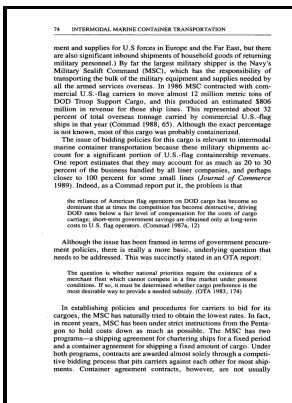 74 INTERMODAL MARINE CONTAINER TRANSPORTATION
ment and supplies for U.S forces in Europe and the Far East, but there
are also significant inbound shipments of household goods of returning
military personnel.) By far the largest military shipper is the Navy's
Military Sealift Command (MSC), which has the responsibility of
transporting the bulk of the military equipment and supplies needed by
all the armed services overseas. In 1986 MSC contracted with com-
mercial U.S.-flag carriers to move almost 12 million metric tons of
DOD Troop Support Cargo, and this produced an estimated $806
million in revenue for those ship lines. This represented about 32
percent of total overseas tonnage carried by commercial U.S.-flag
ships in that year (Commad 1988, 65). Although the exact percentage
is not known, most of this cargo was probably containerized.
The issue of bidding policies for this cargo is relevant to intermodal
marine container transportation because these military shipments ac-
count for a significant portion of U.S.-flag containership revenues.
One report estimates that they may account for as much as 20 to 30
percent of the business handled by all liner companies, and perhaps
closer to 100 percent for some small lines (Journal of Commerce
1989). Indeed, as a Commad report put it, the problem is that
the reliance of American flag operators on DOD cargo has become so
dominant that at times the competition has become destructive, driving
DOD rates below a fair level of compensation for the costs of cargo
carriage; short-term government savings are obtained only at long-term
costs to U.S. flag operators. (Commad 1987a, 12)
Although the issue has been framed in terms of government procure-
ment policies, there is really a more basic, underlying question that
needs to be addressed. This was succinctly stated in an OTA report:
The question is whether national priorities require the existence of a
merchant fleet which cannot compete in a free market under present
conditions. If so, it must be determined whether cargo preference is the
most desirable way to provide a needed subsidy. (OTA 1983, 174)
In establishing policies and procedures for carriers to bid for its
cargoes, the MSC has naturally tried to obtain the lowest rates. In fact,
in recent years, MSC has been under strict instructions from the Penta-
gon to hold costs down as much as possible. The MSC has two
programs—a shipping agreement for chartering ships for a fixed period
and a container agreement for shipping a fixed amount of cargo. Under
both programs, contracts are awarded almost solely through a competi-
tive bidding process that pits carriers against each other for most ship-
ments. Container agreement contracts, however, are not usually